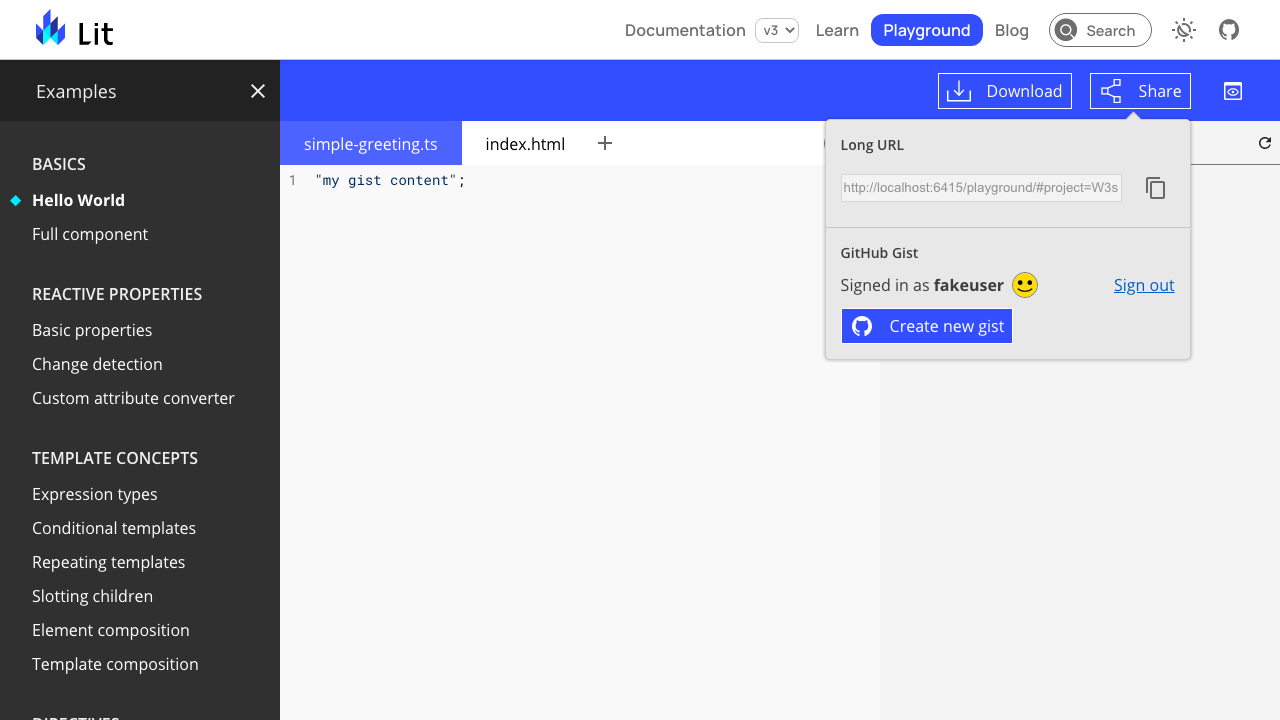 Lit
Documentation v3 Learn Playground Blog Search
Examples
Download Share
simple-greeting.ts index.html
1 "my gist content";
Long URL
http://localhost:6415/playground/#project=W3s
GitHub Gist
Signed in as fakeuser Sign out
Create new gist
BASICS
Hello World
Full component
REACTIVE PROPERTIES
Basic properties
Change detection
Custom attribute converter
TEMPLATE CONCEPTS
Expression types
Conditional templates
Repeating templates
Slotting children
Element composition
Template composition
DIRECTIVES